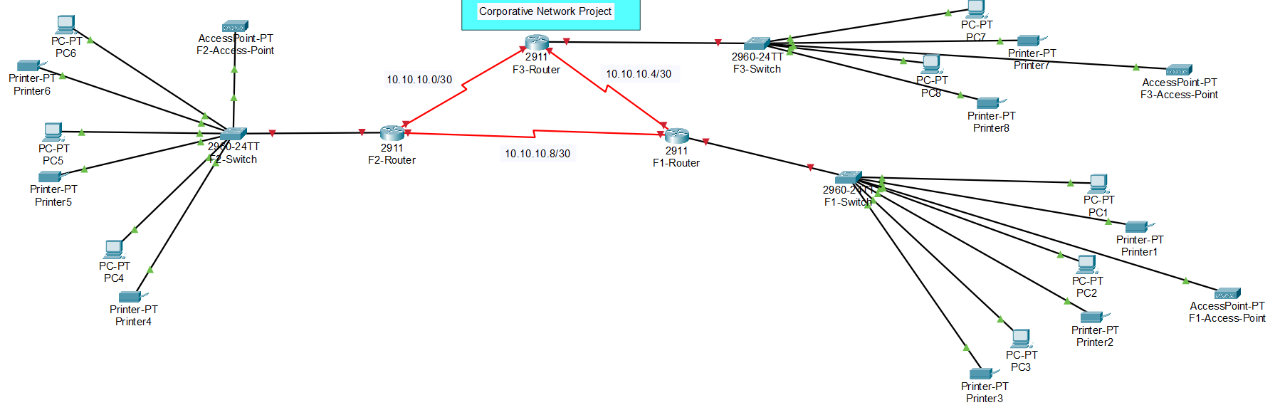 Corporative Network Project
PC-PT
PC6
AccessPoint-PT
F2-Access-Point
Printer-PT
Printer6
PC-PT
PC5
Printer-PT
Printer5
PC-PT
PC4
Printer-PT
Printer4
2960-24TT
F2-Switch
2911
F2-Router
10.10.10.0/30
2911
F3-Router
10.10.10.4/30
10.10.10.8/30
2911
F1-Router
2960-24TT
F3-Switch
PC-PT
PC7
Printer-PT
Printer7
PC-PT
PC8
AccessPoint-PT
F3-Access-Point
Printer-PT
Printer8
2960-24TT
F1-Switch
PC-PT
PC1
Printer-PT
Printer1
PC-PT
PC2
AccessPoint-PT
F1-Access-Point
Printer-PT
Printer2
PC-PT
PC3
Printer-PT
Printer3